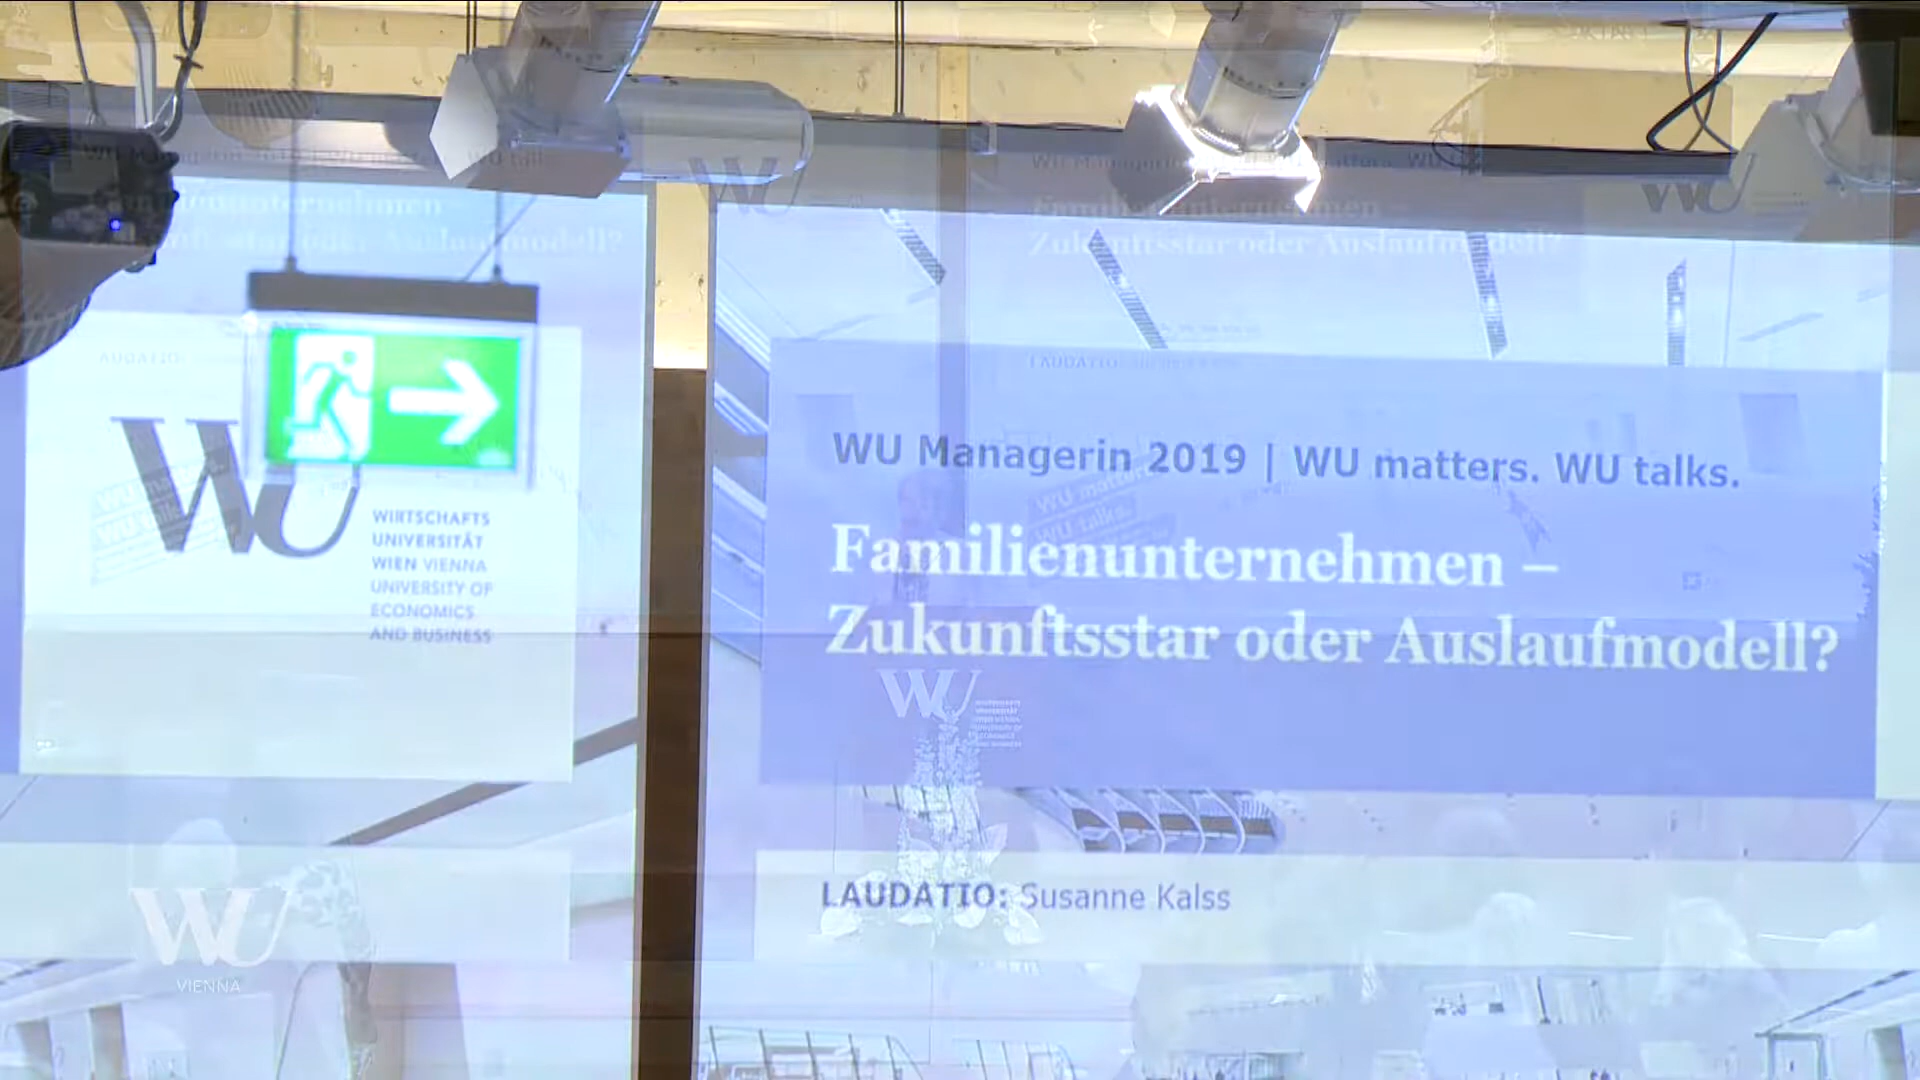 WU
WIRTSCHAFTS
UNIVERSITÄT
WIEN VIENNA
UNIVERSITY OF
ECONOMICS
AND BUSINESS
WU Managerin 2019 | WU matters. WU talks.
Familienunternehmen –
Zukunftsstar oder Auslaufmodell?
WU
LAUDATIO: Susanne Kalss
WU
VIENNA